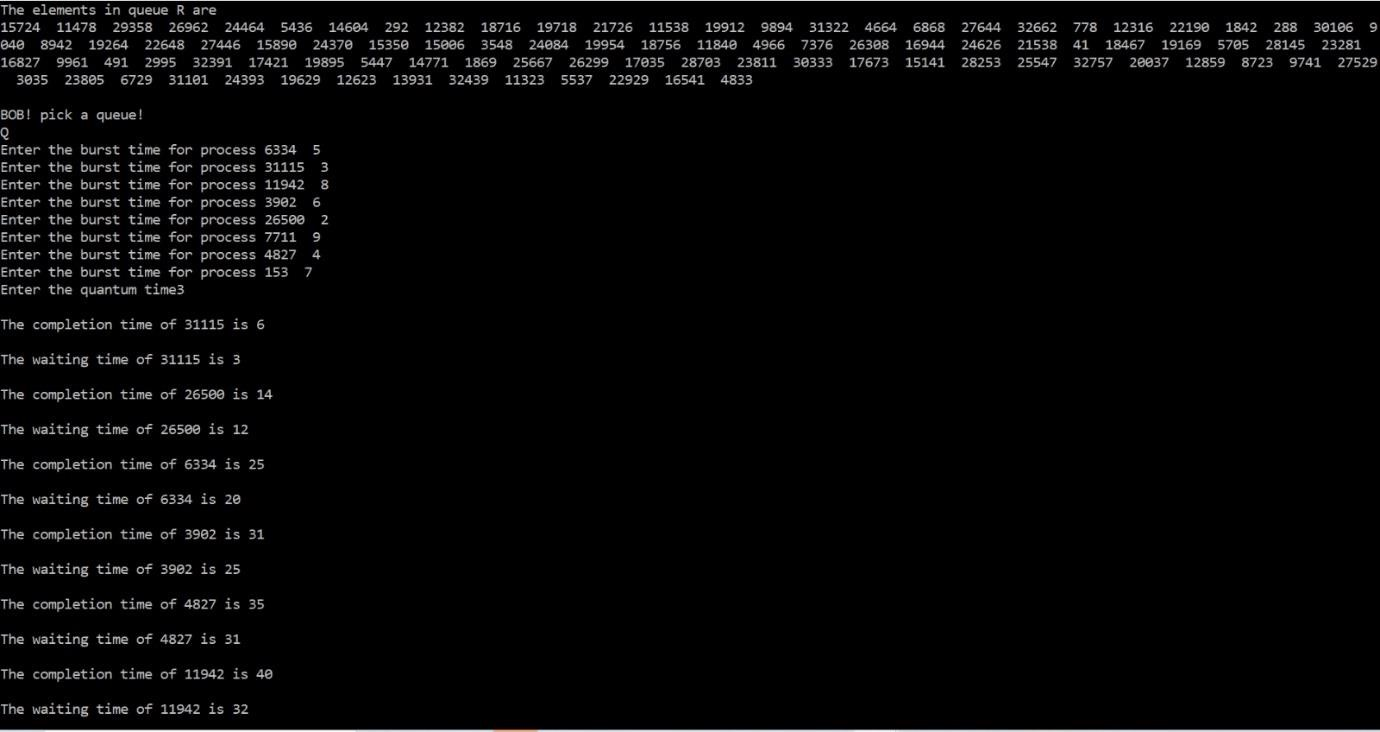 The elements in queue R are
15724 11478 29358 26962 24464 5436 14604 292 12382 18716 19718 21726 11538 19912 9894 31322 4664 6868 27644 32662 778 12316 22190 1842 288 30106 9
040 8942 19264 22648 27446 15890 24370 15350 15006 3548 24084 19954 18756 11840 4966 7376 26308 16944 24626 21538 41 18467 19169 5705 28145 23281
16827 9961 491 2995 32391 17421 19895 5447 14771 1869 25667 26299 17035 28703 23811 30333 17673 15141 28253 25547 32757 20037 12859 8723 9741 27529
3035 23805 6729 31101 24393 19629 12623 13931 32439 11323 5537 22929 16541 4833
BOB! pick a queue!
Q
Enter the burst time for process 6334 5
Enter the burst time for process 31115 3
Enter the burst time for process 11942 8
Enter the burst time for process 3902 6
Enter the burst time for process 26500 2
Enter the burst time for process 7711 9
Enter the burst time for process 4827 4
Enter the burst time for process 153 7
Enter the quantum time3
The completion time of 31115 is 6
The waiting time of 31115 is 3
The completion time of 26500 is 14
The waiting time of 26500 is 12
The completion time of 6334 is 25
The waiting time of 6334 is 20
The completion time of 3902 is 31
The waiting time of 3902 is 25
The completion time of 4827 is 35
The waiting time of 4827 is 31
The completion time of 11942 is 40
The waiting time of 11942 is 32